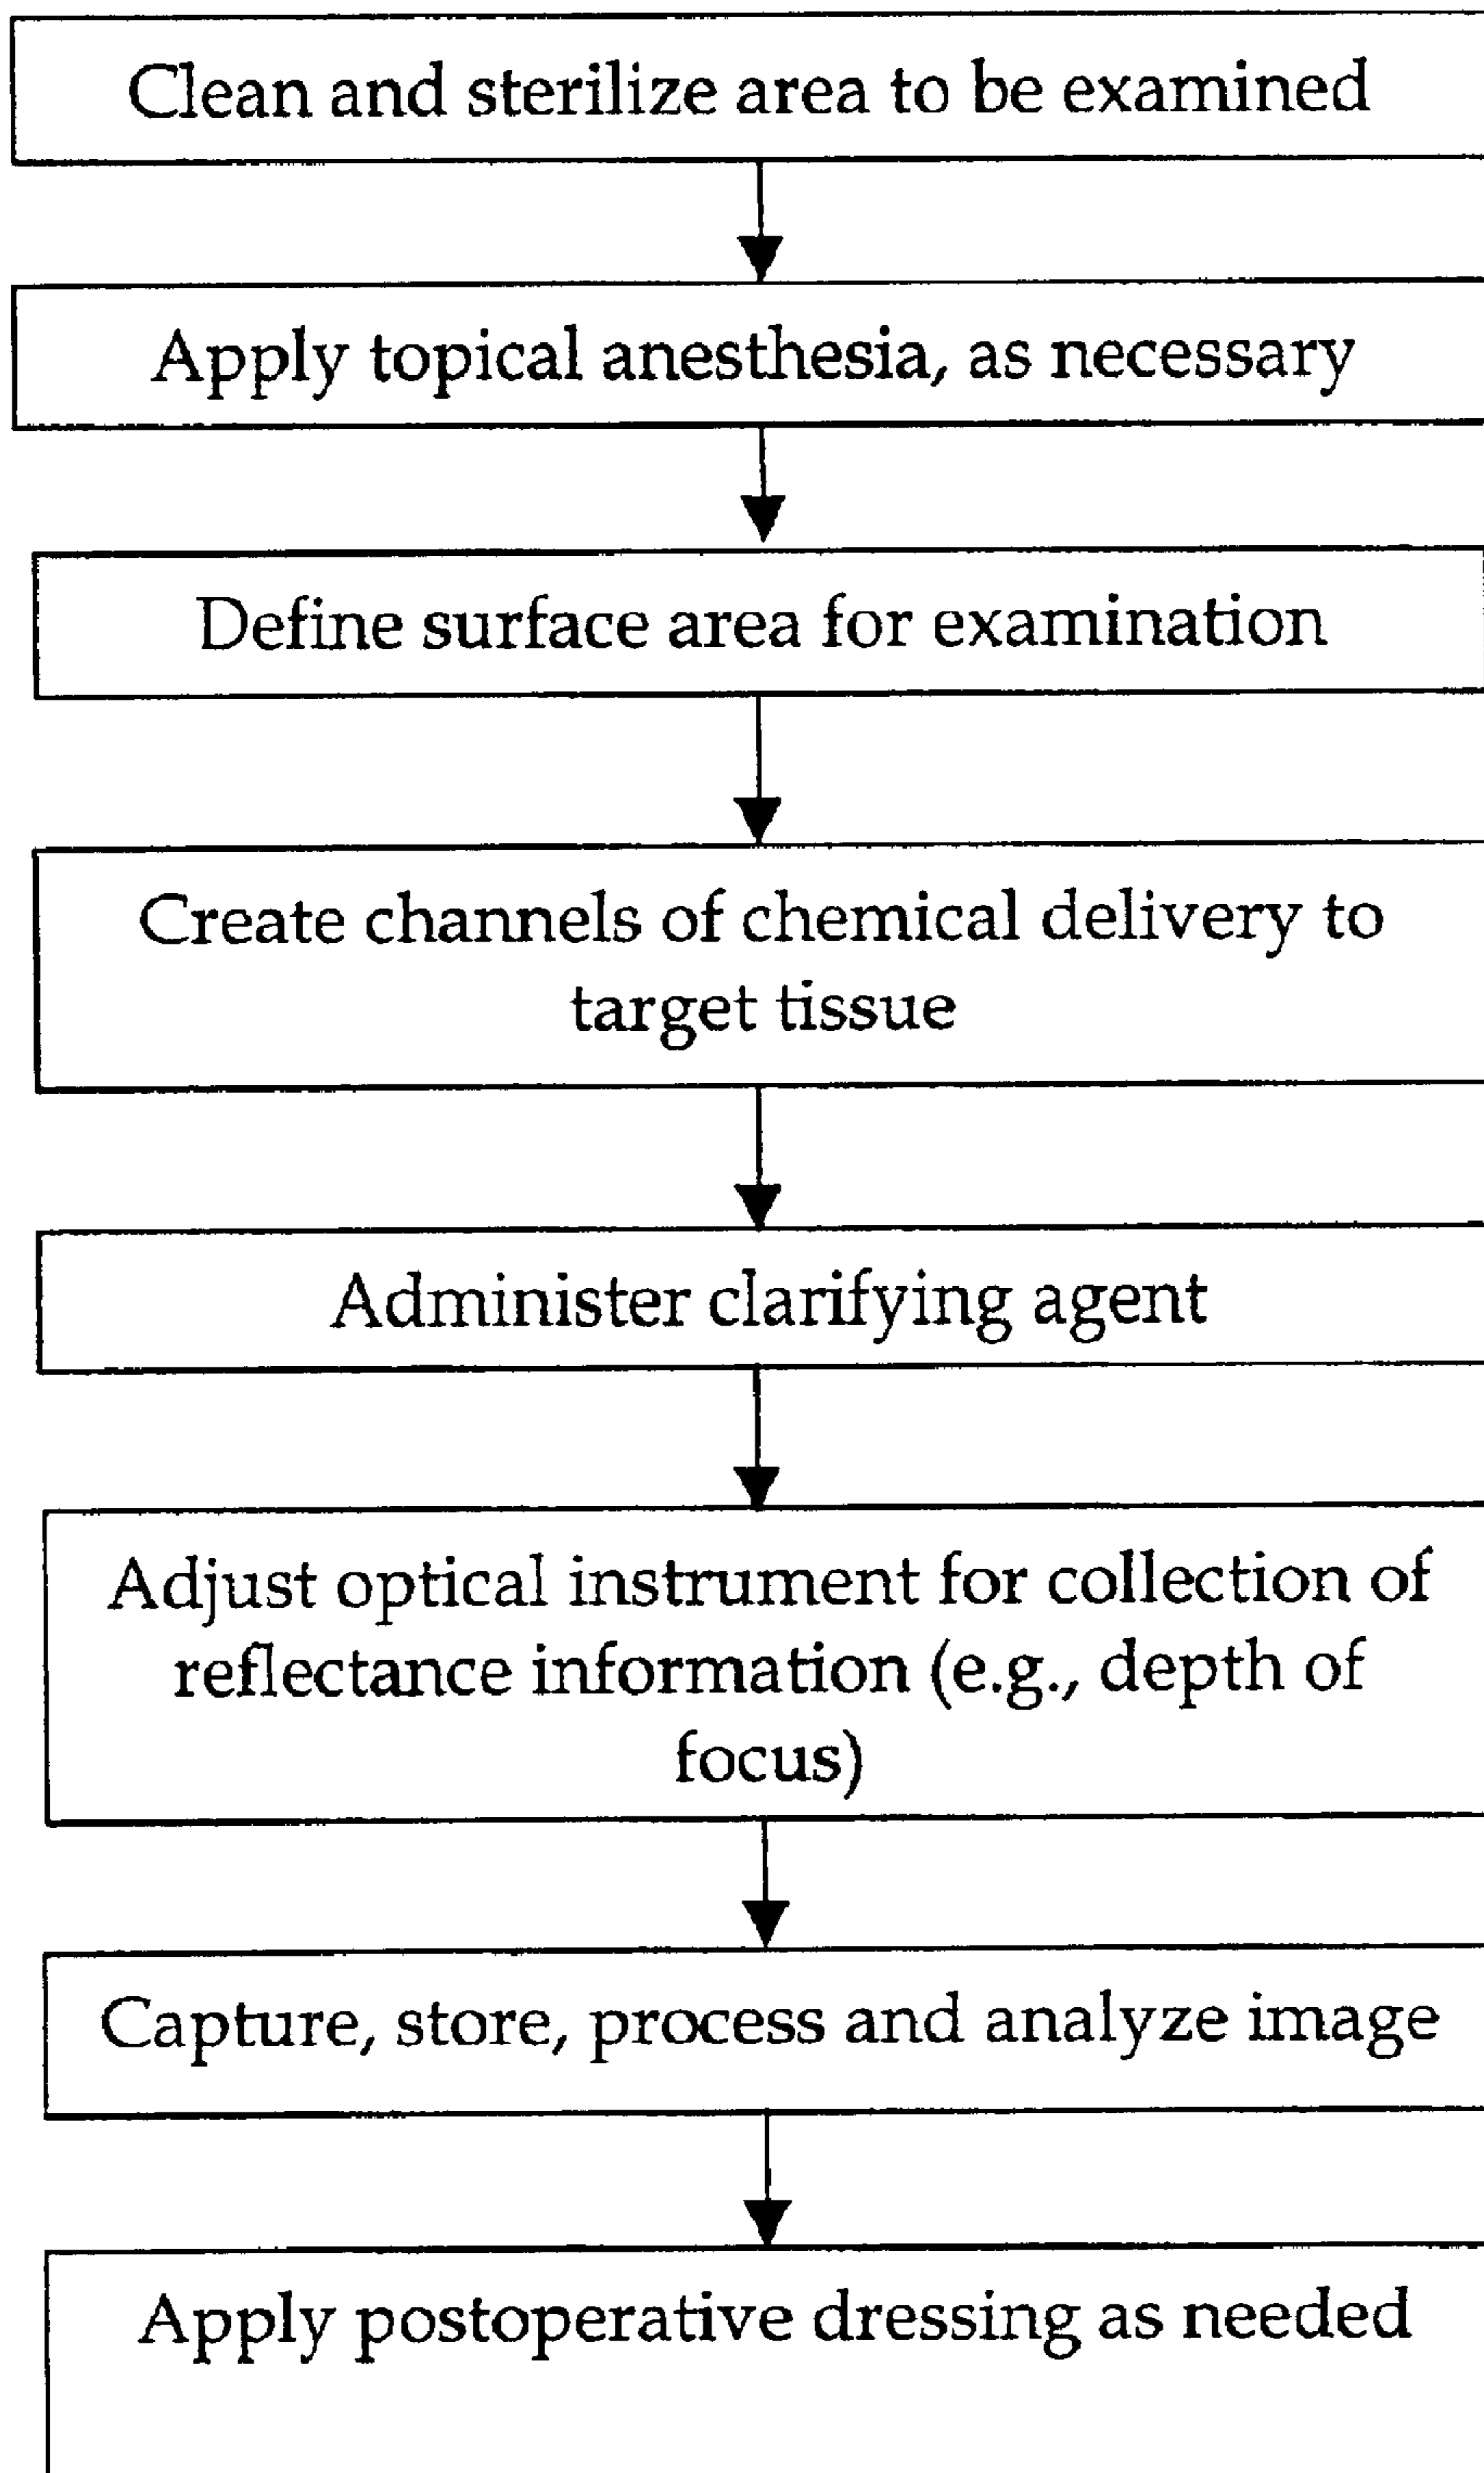 Clean and sterilize area to be examined
Apply topical anesthesia, as necessary
Define surface area for examination
Create channels of chemical delivery to
target tissue
Administer clarifying agent
Adjust optical instrument for collection of
reflectance information (e.g., depth of
focus)
Capture, store, process and analyze image
Apply postoperative dressing as needed